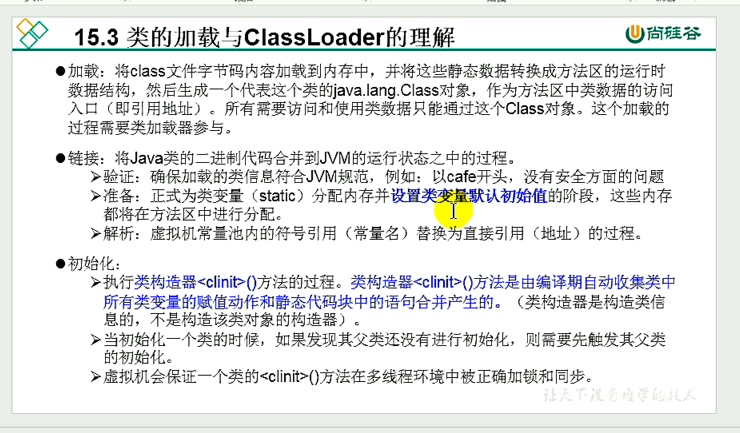 15.3 类的加载与ClassLoader的理解
尚硅谷
●加载：将class文件字节码内容加载到内存中，并将这些静态数据转换成方法区的运行时
数据结构，然后生成一个代表这个类的java.lang.Class对象，作为方法区中类数据的访问
入口（即引用地址）。所有需要访问和使用类数据只能通过这个Class对象。这个加载的
过程需要类加载器参与。
●链接：将Java类的二进制代码合并到JVM的运行状态之中的过程。
➢验证：确保加载的类信息符合JVM规范，例如：以cafe开头，没有安全方面的问题
➢准备：正式为类变量（static）分配内存并设置类变量默认初始值的阶段，这些内存
都将在方法区中进行分配。
➢解析：虚拟机常量池内的符号引用（常量名）替换为直接引用（地址）的过程。
●初始化：
➢执行类构造器<clinit>()方法的过程。类构造器<clinit>()方法是由编译期自动收集类中
所有类变量的赋值动作和静态代码块中的语句合并产生的。（类构造器是构造类信
息的，不是构造该类对象的构造器）。
➢当初始化一个类的时候，如果发现其父类还没有进行初始化，则需要先触发其父类
的初始化。
➢虚拟机会保证一个类的<clinit>()方法在多线程环境中被正确加锁和同步。
让天下没有难学的技术